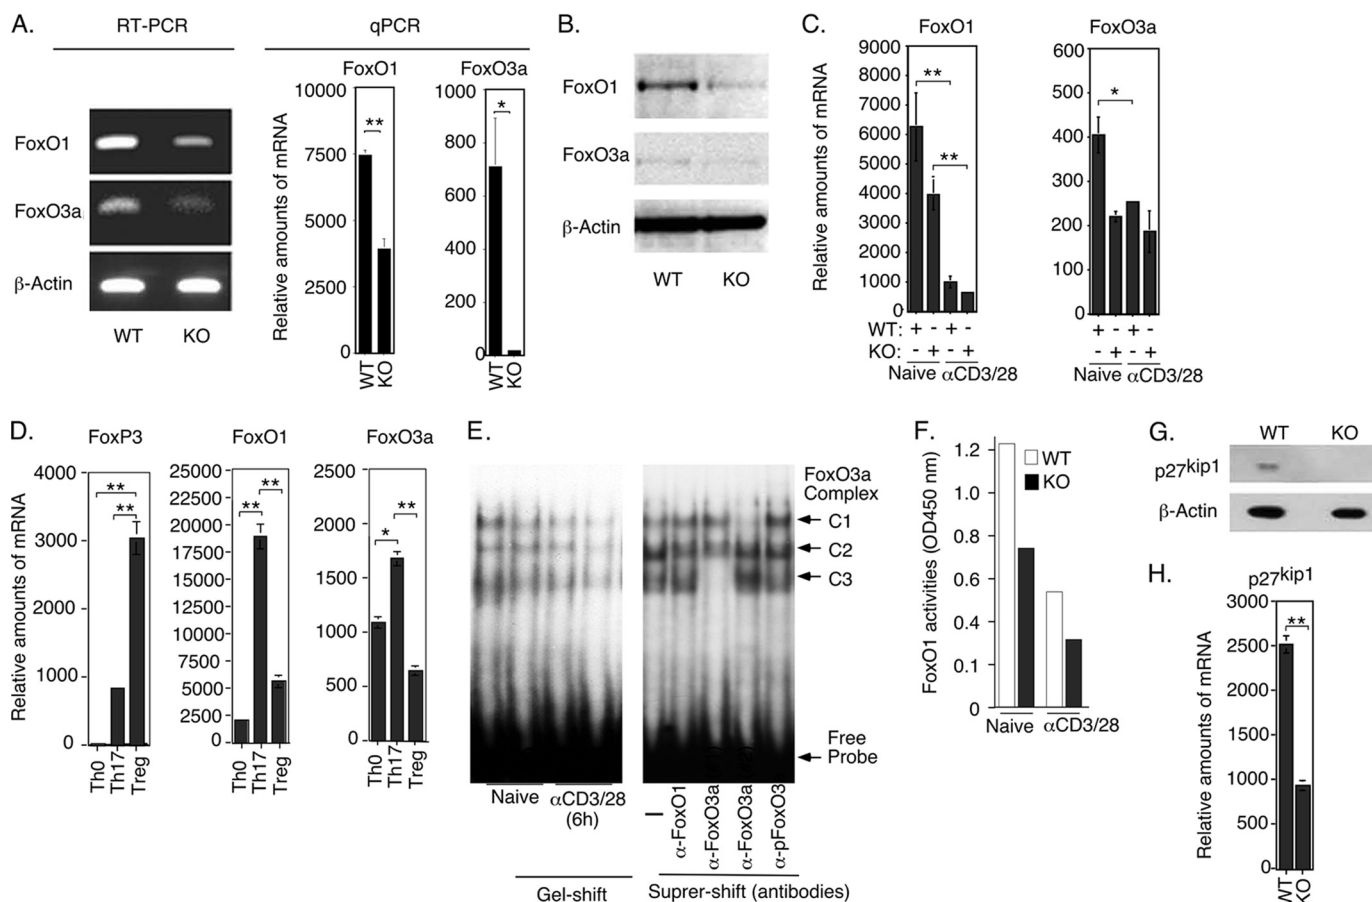 A.
RT-PCR
qPCR
FoxO1
FoxO3a
β-Actin
WT
KO
Relative amounts of mRNA
FoxO1
10000
7500
5000
2500
0
**
WT
KO
FoxO3a
1000
800
600
400
200
0
*
WT
KO
B.
FoxO1
FoxO3a
β-Actin
WT
KO
C.
Relative amounts of mRNA
FoxO1
9000
8000
7000
6000
5000
4000
3000
2000
1000
0
**
**
WT: + - + -
KO: - + - +
Naive αCD3/28
FoxO3a
600
500
400
300
200
100
0
*
+ - + -
- + - +
Naive αCD3/28
D.
Relative amounts of mRNA
FoxP3
4000
3000
2000
1000
0
**
**
Th0
Th17
Treg
FoxO1
25000
22500
20000
17500
15000
12500
10000
7500
5000
2500
0
**
**
Th0
Th17
Treg
FoxO3a
2500
2000
1500
1000
500
0
**
*
Th0
Th17
Treg
E.
FoxO3a
Complex
C1
C2
C3
Free
Probe
Naive αCD3/28
(6h)
Gel-shift
—
α-FoxO1
α-FoxO3a
α-FoxO3a
α-pFoxO3
Suprer-shift (antibodies)
F.
FoxO1 activities (OD450 nm)
1.2
1.2
0.8
0.6
0.2
0.1
0
WT
KO
Naive αCD3/28
G.
WT KO
p27kip1
β-Actin
H.
p27kip1
Relative amounts of mRNA
3000
2500
2000
1500
1000
500
0
**
WT
KO